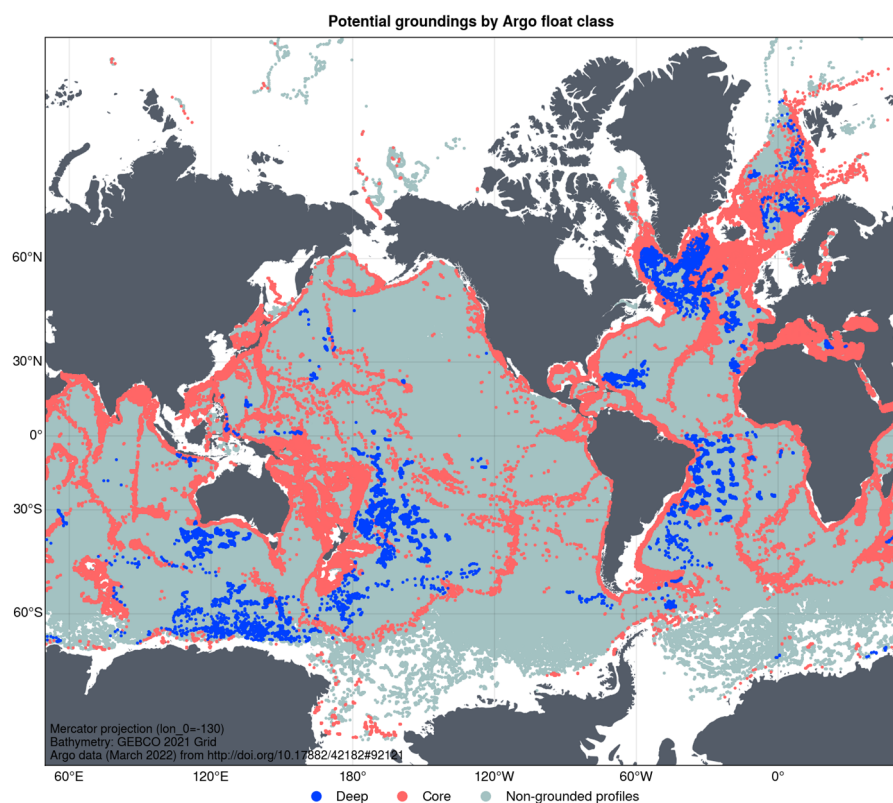 Potential groundings by Argo float class
60°N
30°N
0°
30°S
60°S
Mercator projection (lon_0=-130)
Bathymetry: GEBCO 2021 Grid
Argo data (March 2022) from http://doi.org/10.17882/42182#92121
60°E 120°E 180° 120°W 60°W 0°
Deep Core Non-grounded profiles